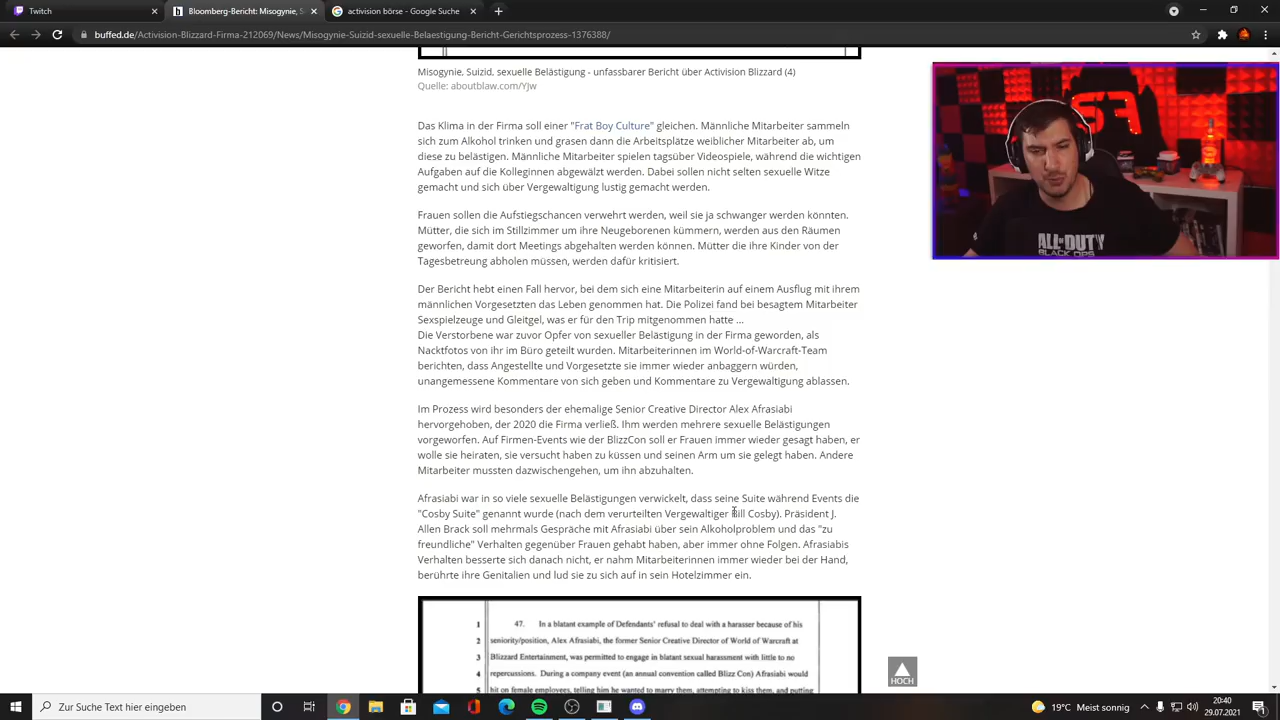 Twitch
Bloomberg-Bericht: Misogynie, S
activision börse - Google Suche
buffed.de/Activision-Blizzard-Firma-212069/News/Misogynie-Suizid-sexuelle-Belaestigung-Bericht-Gerichtsprozess-1376388/
Misogynie, Suizid, sexuelle Belästigung - unfassbarer Bericht über Activision Blizzard (4)
Quelle: aboutblaw.com/YJw
Das Klima in der Firma soll einer "Frat Boy Culture" gleichen. Männliche Mitarbeiter sammeln
sich zum Alkohol trinken und grasen dann die Arbeitsplätze weiblicher Mitarbeiter ab, um
diese zu belästigen. Männliche Mitarbeiter spielen tagsüber Videospiele, während die wichtigen
Aufgaben auf die Kolleginnen abgewälzt werden. Dabei sollen nicht selten sexuelle Witze
gemacht und sich über Vergewaltigung lustig gemacht werden.
Frauen sollen die Aufstiegschancen verwehrt werden, weil sie ja schwanger werden könnten.
Mütter, die sich im Stillzimmer um ihre Neugeborenen kümmern, werden aus den Räumen
geworfen, damit dort Meetings abgehalten werden können. Mütter die ihre Kinder von der
Tagesbetreung abholen müssen, werden dafür kritisiert.
Der Bericht hebt einen Fall hervor, bei dem sich eine Mitarbeiterin auf einem Ausflug mit ihrem
männlichen Vorgesetzten das Leben genommen hat. Die Polizei fand bei besagtem Mitarbeiter
Sexspielzeuge und Gleitgel, was er für den Trip mitgenommen hatte ...
Die Verstorbene war zuvor Opfer von sexueller Belästigung in der Firma geworden, als
Nacktfotos von ihr im Büro geteilt wurden. Mitarbeiterinnen im World-of-Warcraft-Team
berichten, dass Angestellte und Vorgesetzte sie immer wieder anbaggern würden,
unangemessene Kommentare von sich geben und Kommentare zu Vergewaltigung ablassen.
Im Prozess wird besonders der ehemalige Senior Creative Director Alex Afrasiabi
hervorgehoben, der 2020 die Firma verließ. Ihm werden mehrere sexuelle Belästigungen
vorgeworfen. Auf Firmen-Events wie der BlizzCon soll er Frauen immer wieder gesagt haben, er
wolle sie heiraten, sie versucht haben zu küssen und seinen Arm um sie gelegt haben. Andere
Mitarbeiter mussten dazwischengehen, um ihn abzuhalten.
Afrasiabi war in so viele sexuelle Belästigungen verwickelt, dass seine Suite während Events die
"Cosby Suite" genannt wurde (nach dem verurteilten Vergewaltiger Bill Cosby). Präsident J.
Allen Brack soll mehrmals Gespräche mit Afrasiabi über sein Alkoholproblem und das "zu
freundliche" Verhalten gegenüber Frauen gehabt haben, aber immer ohne Folgen. Afrasiabis
Verhalten besserte sich danach nicht, er nahm Mitarbeiterinnen immer wieder bei der Hand,
berührte ihre Genitalien und lud sie zu sich auf in sein Hotelzimmer ein.
1 47. In a blatant example of Defendants' refusal to deal with a harasser because of his
2 seniority/position, Alex Afrasiabi, the former Senior Creative Director of World of Warcraft at
3 Blizzard Entertainment, was permitted to engage in blatant sexual harassment with little to no
4 repercussions. During a company event (an annual convention called Blizz Con) Afrasiabi would
5 hit on female employees, telling him he wanted to marry them, attempting to kiss them, and putting
HOCH
CALL OF DUTY
BLACK OPS
Zur Suche Text hier eingeben
19°C Meist sonnig
20:40
29.07.2021